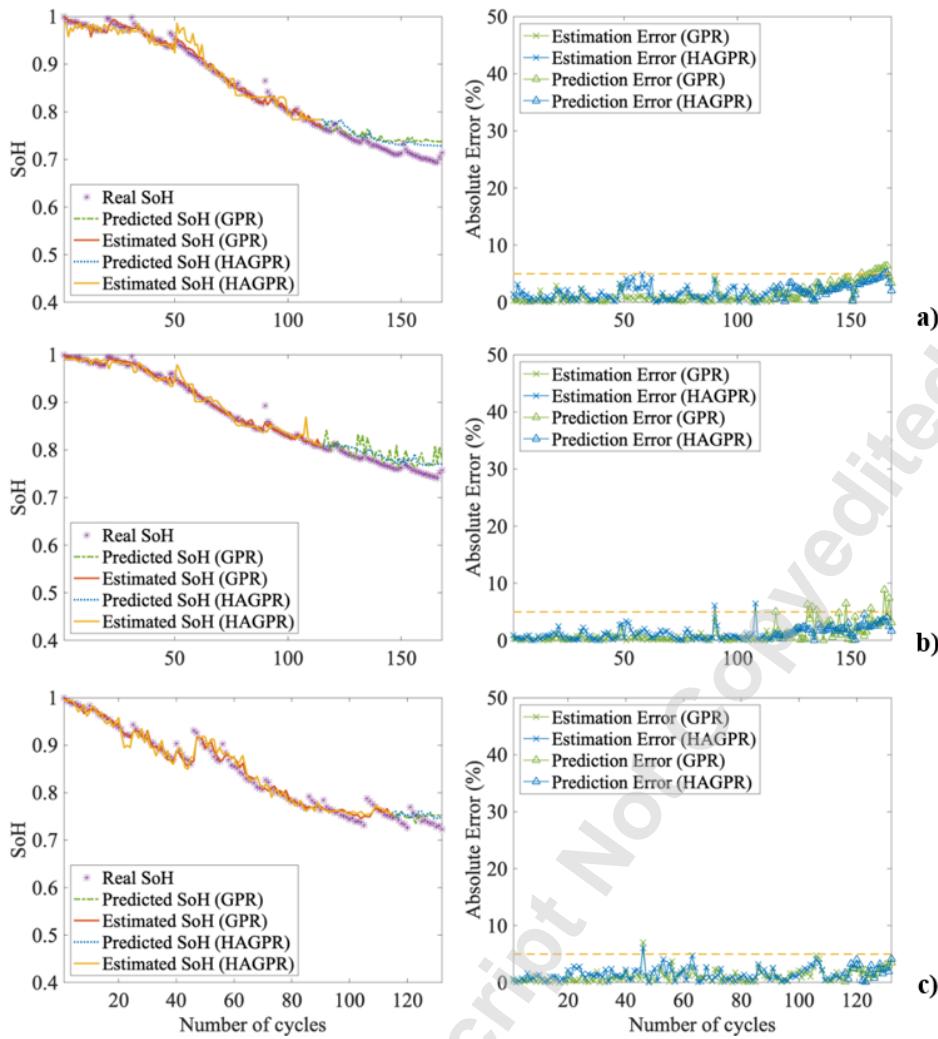 1
0.9
0.8
SoH
0.7
0.6
0.5
0.4
Real SoH
Predicted SoH (GPR)
Estimated SoH (GPR)
Predicted SoH (HAGPR)
Estimated SoH (HAGPR)
50 100 150
50
40
30
20
10
0
Absolute Error (%)
Estimation Error (GPR)
Estimation Error (HAGPR)
Prediction Error (GPR)
Prediction Error (HAGPR)
50 100 150
a)
1
0.9
0.8
SoH
0.7
0.6
0.5
0.4
Real SoH
Predicted SoH (GPR)
Estimated SoH (GPR)
Predicted SoH (HAGPR)
Estimated SoH (HAGPR)
50 100 150
50
40
30
20
10
0
Absolute Error (%)
Estimation Error (GPR)
Estimation Error (HAGPR)
Prediction Error (GPR)
Prediction Error (HAGPR)
50 100 150
b)
1
0.9
0.8
SoH
0.7
0.6
0.5
0.4
Real SoH
Predicted SoH (GPR)
Estimated SoH (GPR)
Predicted SoH (HAGPR)
Estimated SoH (HAGPR)
20 40 60 80 100 120
Number of cycles
50
40
30
20
10
0
Absolute Error (%)
Estimation Error (GPR)
Estimation Error (HAGPR)
Prediction Error (GPR)
Prediction Error (HAGPR)
20 40 60 80 100 120
Number of cycles
c)
cript Not Copyedited